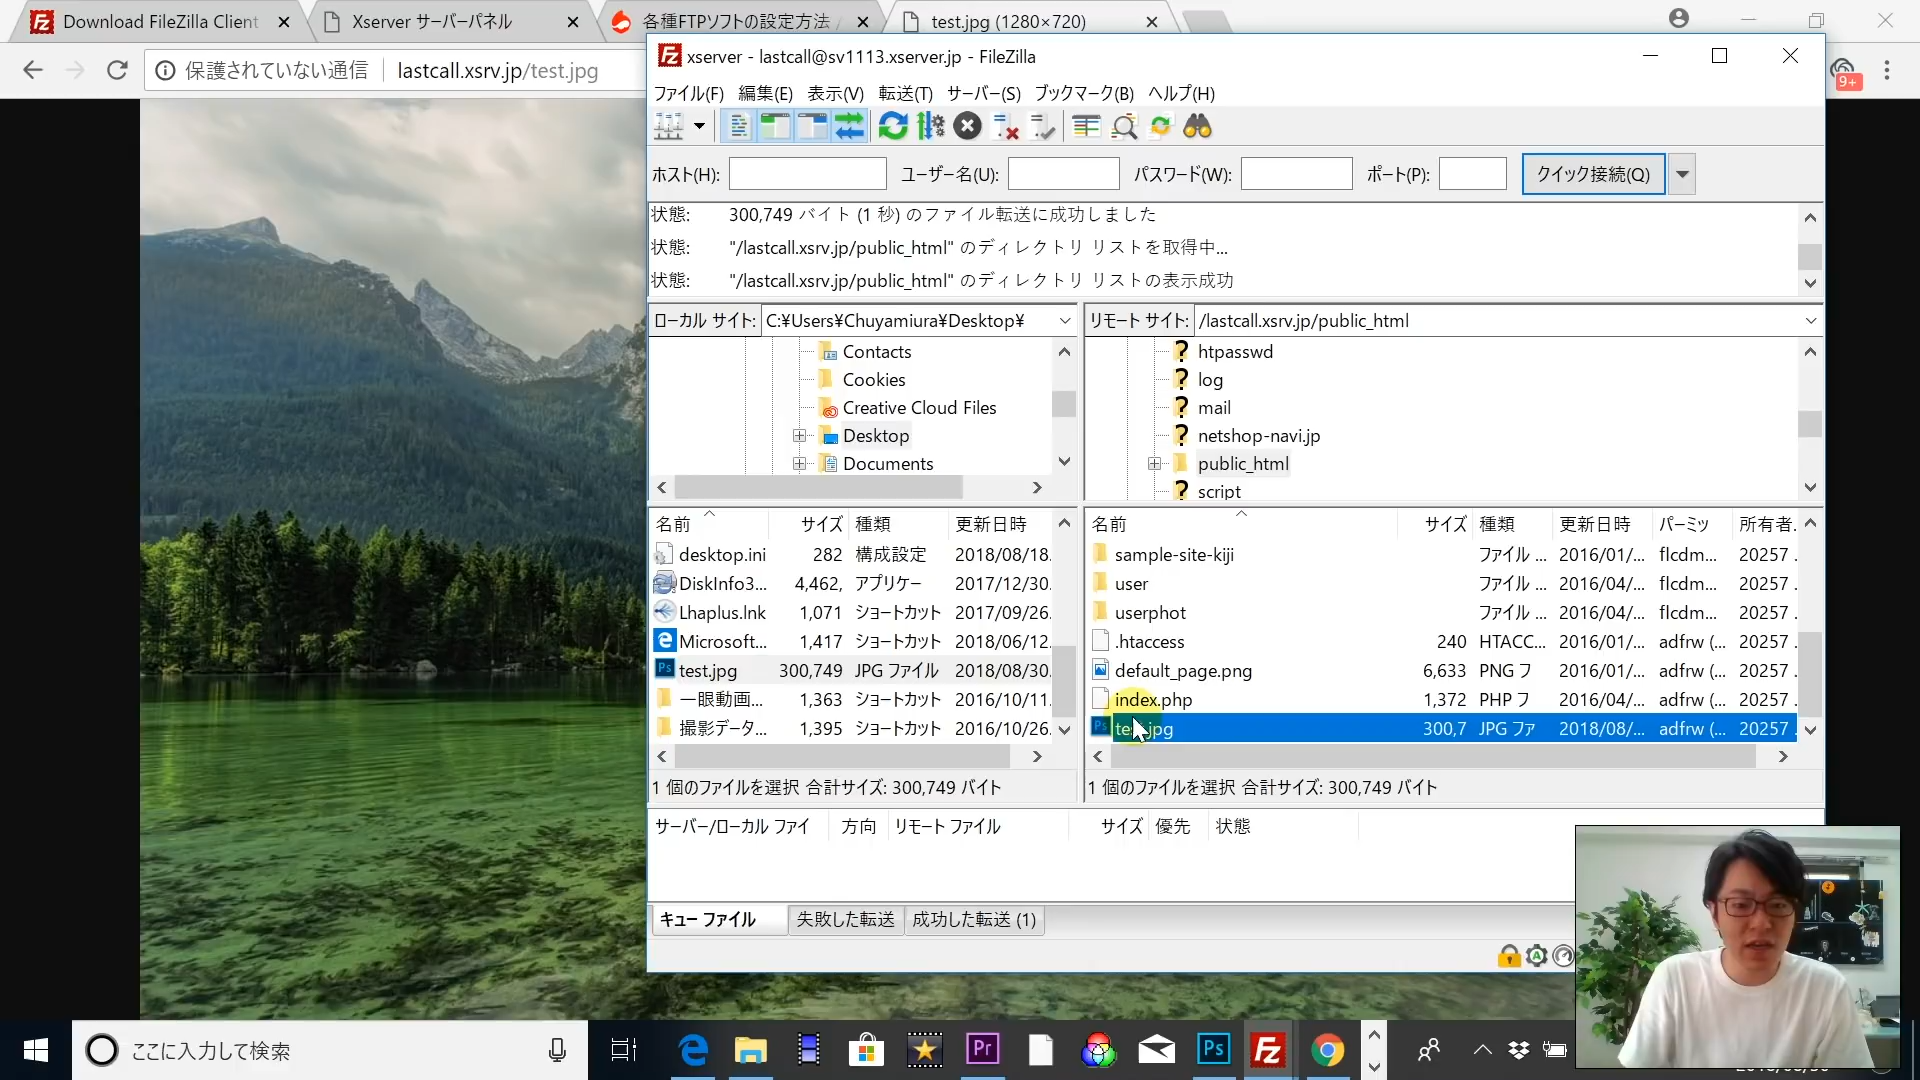 Download FileZilla Client
Xserver サーバーパネル
各種FTPソフトの設定方法
test.jpg (1280×720)
保護されていない通信
lastcall.xsrv.jp/test.jpg
9+
xserver - lastcall@sv1113.xserver.jp - FileZilla
ファイル(F) 編集(E) 表示(V) 転送(T) サーバー(S) ブックマーク(B) ヘルプ(H)
ホスト(H): ユーザー名(U): パスワード(W): ポート(P): クイック接続(Q)
状態: 300,749 バイト (1 秒) のファイル転送に成功しました
状態: "/lastcall.xsrv.jp/public_html" のディレクトリ リストを取得中...
状態: "/lastcall.xsrv.jp/public_html" のディレクトリ リストの表示成功
ローカル サイト: C:¥Users¥Chuyamiura¥Desktop¥
Contacts
Cookies
Creative Cloud Files
Desktop
Documents
リモート サイト: /lastcall.xsrv.jp/public_html
htpasswd
log
mail
netshop-navi.jp
public_html
script
名前 サイズ 種類 更新日時
desktop.ini 282 構成設定 2018/08/18.
DiskInfo3... 4,462, アプリケー 2017/12/30.
Lhaplus.lnk 1,071 ショートカット 2017/09/26.
Microsoft... 1,417 ショートカット 2018/06/12.
test.jpg 300,749 JPG ファイル 2018/08/30.
一眼動画... 1,363 ショートカット 2016/10/11.
撮影データ... 1,395 ショートカット 2016/10/26.
1 個のファイルを選択 合計サイズ: 300,749 バイト
名前 サイズ 種類 更新日時 パーミッ 所有者.
sample-site-kiji ファイル ... 2016/01/... flcdm... 20257 .
user ファイル ... 2016/04/... flcdm... 20257 .
userphot ファイル ... 2016/04/... flcdm... 20257 .
.htaccess 240 HTACC... 2016/01/... adfrw (... 20257 .
default_page.png 6,633 PNG フ 2016/01/... adfrw (... 20257 .
index.php 1,372 PHP フ 2016/04/... adfrw (... 20257 .
test.jpg 300,7 JPG ファ 2018/08/... adfrw (... 20257 .
1 個のファイルを選択 合計サイズ: 300,749 バイト
サーバー/ローカル ファイ 方向 リモート ファイル サイズ 優先 状態
キュー ファイル 失敗した転送 成功した転送 (1)
ここに入力して検索
Pr
Ps
Fz